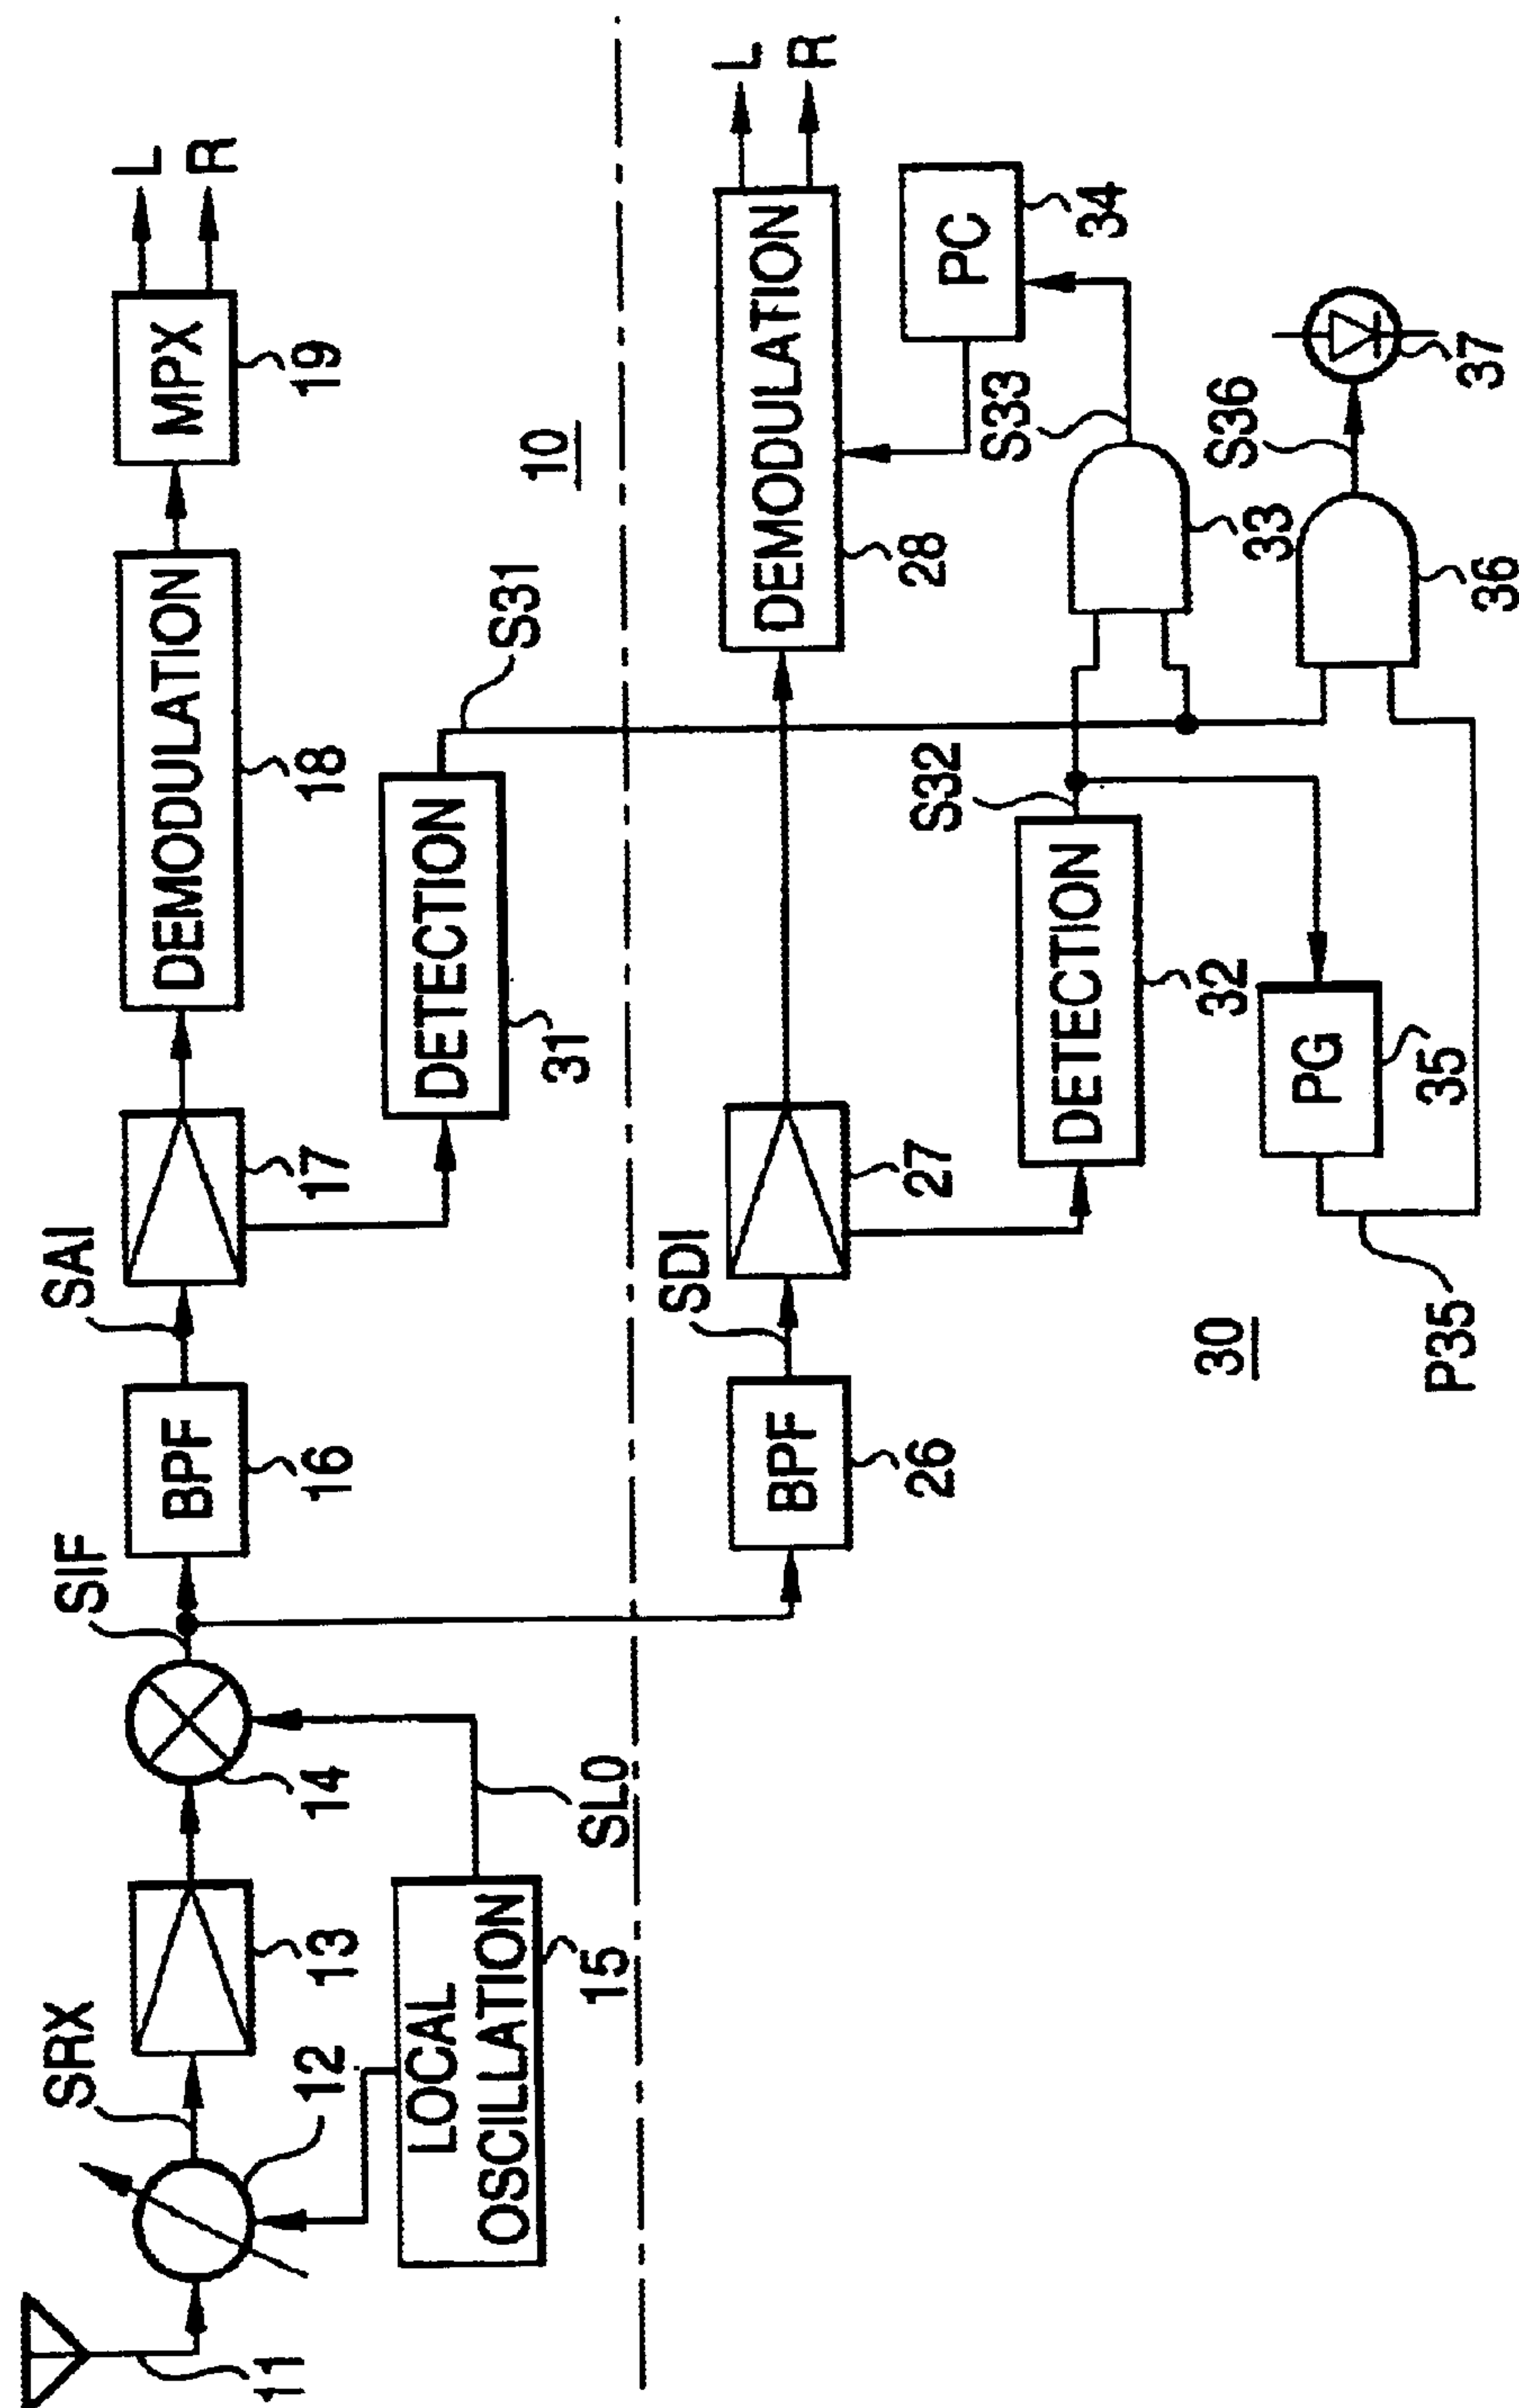 11
SRX
12
13
14
LOCAL
OSCILLATION
15
SLO
SIF
BPF
16
SAI
17
DEMODULATION
18
MPX
19
L
R
DETECTION
31
S31
10
BPF
26
SDI
27
DEMODULATION
28
L
R
PC
34
DETECTION
32
S32
33
S33
PG
35
P35
36
S36
37
30